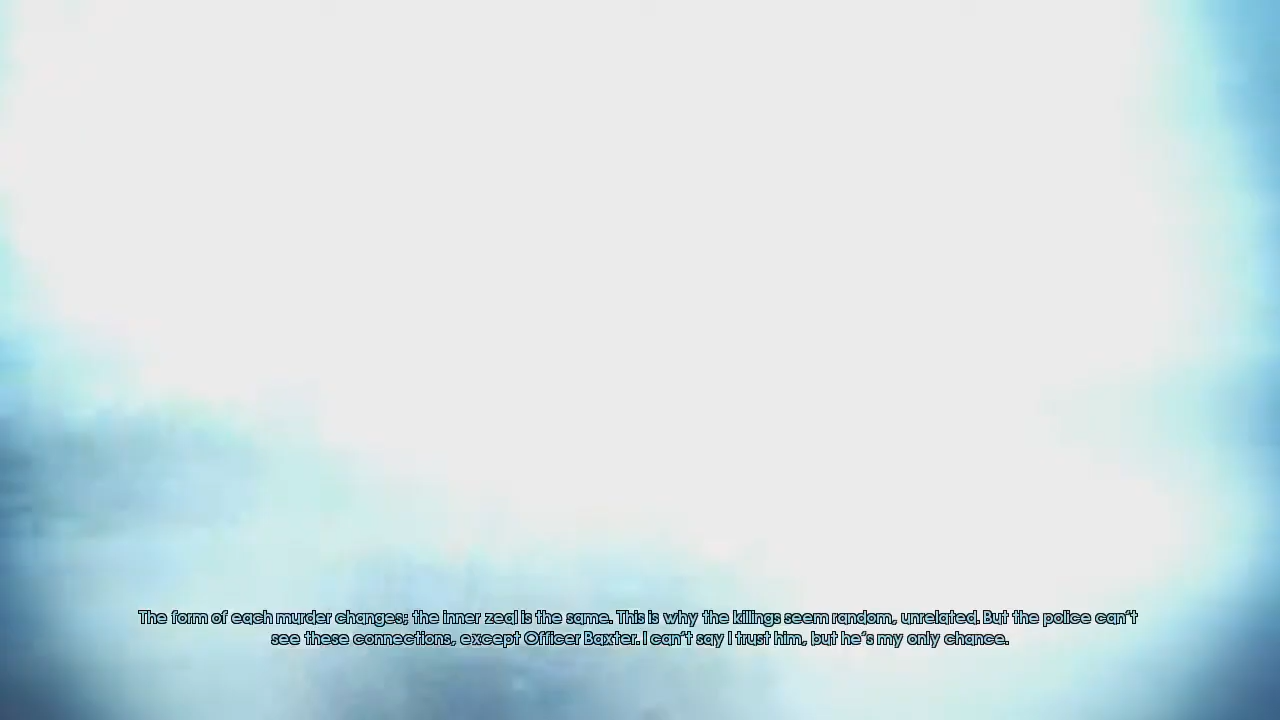 The form of each murder changes; the inner zeal is the same. This is why the killings seem random, unrelated. But the police can't
see these connections, except Officer Baxter. I can't say I trust him, but he's my only chance.